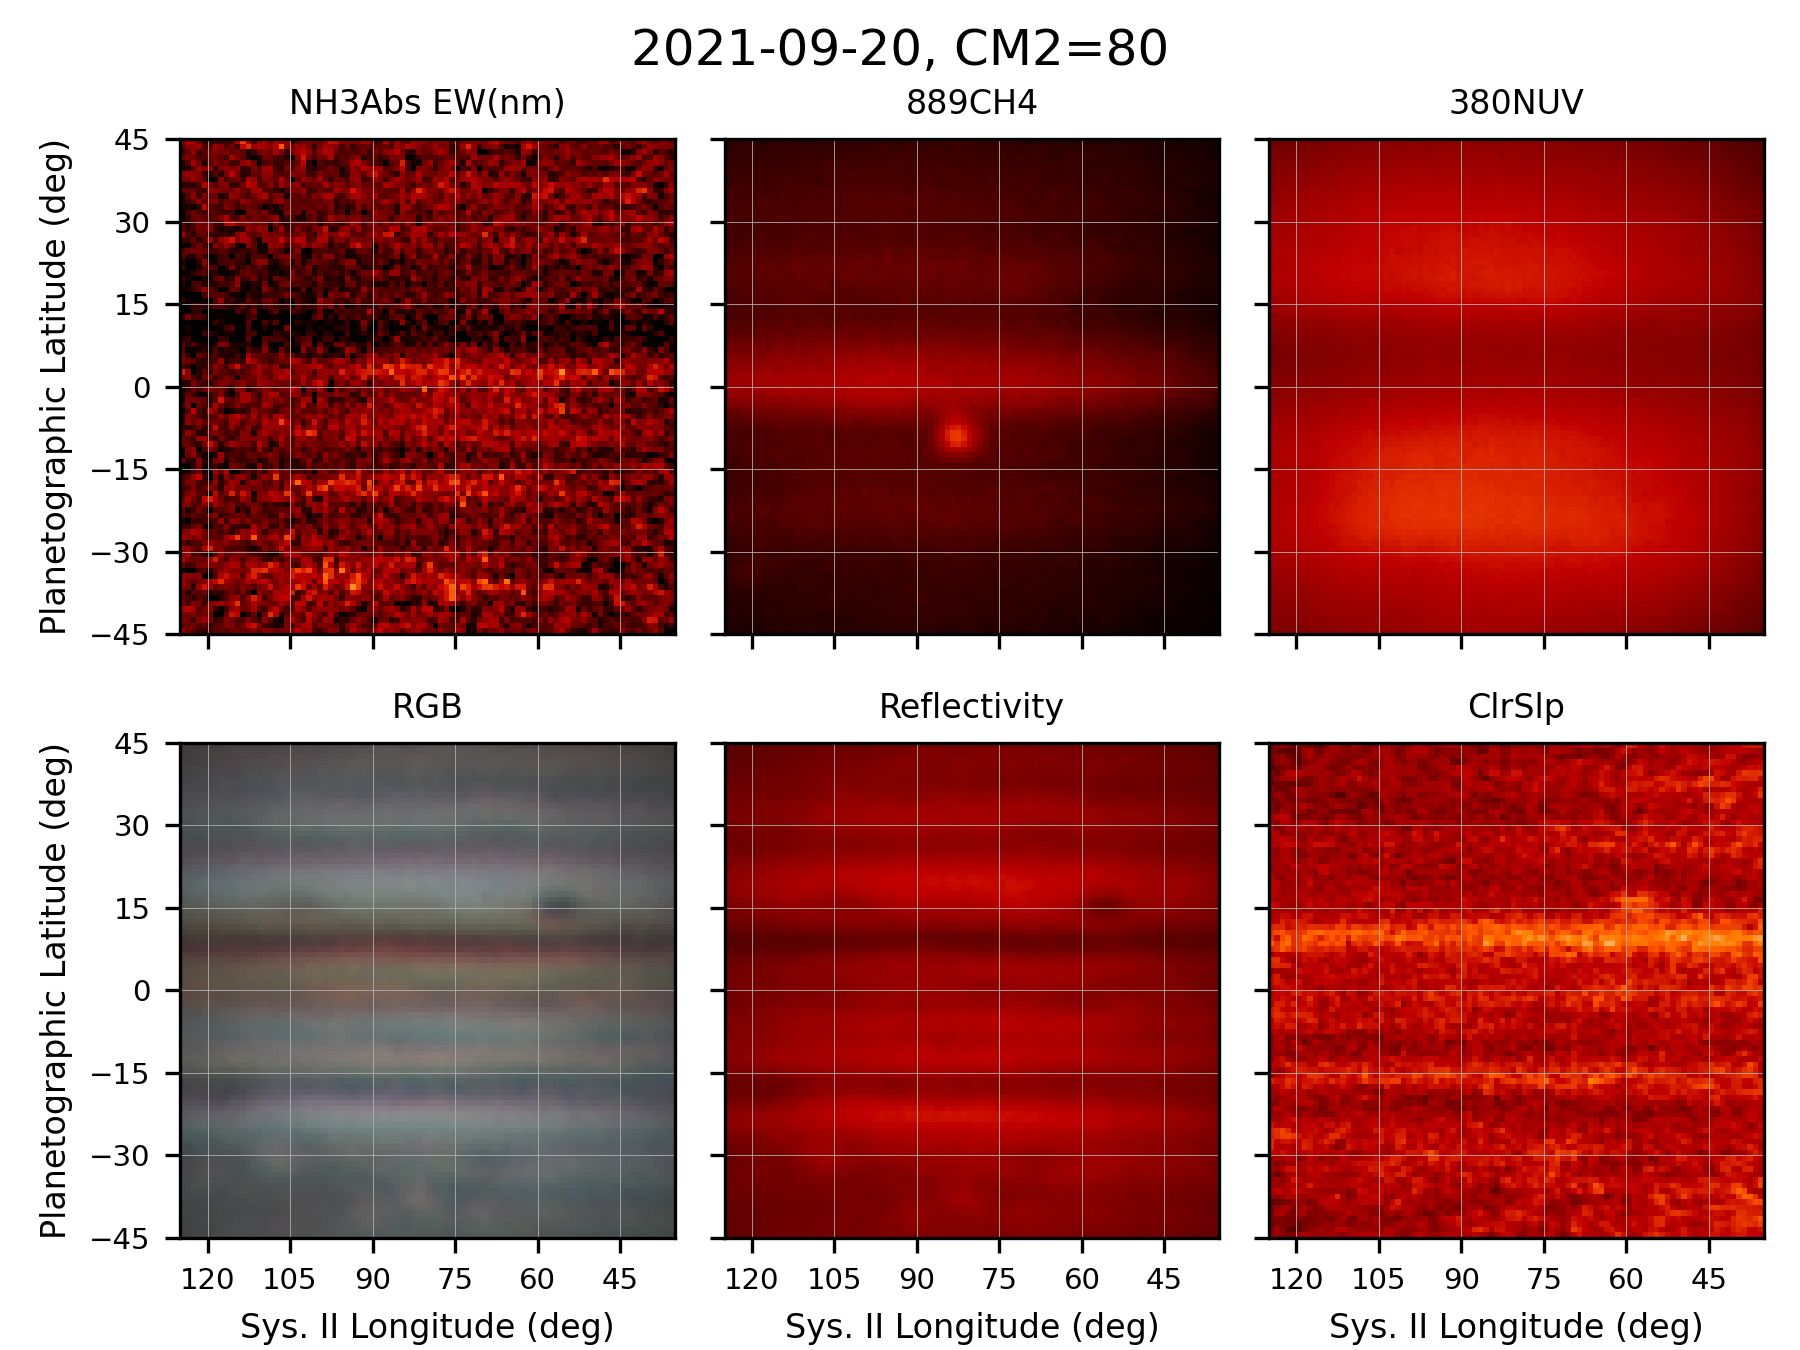 2021-09-20, CM2=80
NH3Abs EW(nm)
889CH4
380NUV
Planetographic Latitude (deg)
45
30
15
0
−15
−30
−45
RGB
Reflectivity
ClrSlp
Planetographic Latitude (deg)
45
30
15
0
−15
−30
−45
120 105 90 75 60 45
120 105 90 75 60 45
120 105 90 75 60 45
Sys. II Longitude (deg)
Sys. II Longitude (deg)
Sys. II Longitude (deg)